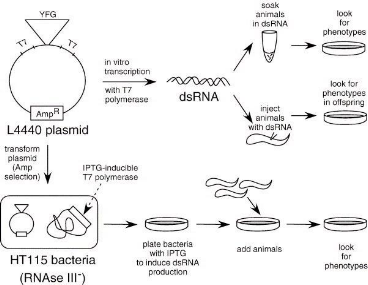 YFG
T7
T7
Amp^R
L4440 plasmid
in vitro
transcription
with T7
polymerase
dsRNA
soak
animals
in dsRNA
look
for
phenotypes
inject
animals
with dsRNA
look for
phenotypes
in offspring
transform
plasmid
(Amp
selection)
IPTG-inducible
T7 polymerase
HT115 bacteria
(RNAse III⁻)
plate bacteria
with IPTG
to induce dsRNA
production
add animals
look
for
phenotypes